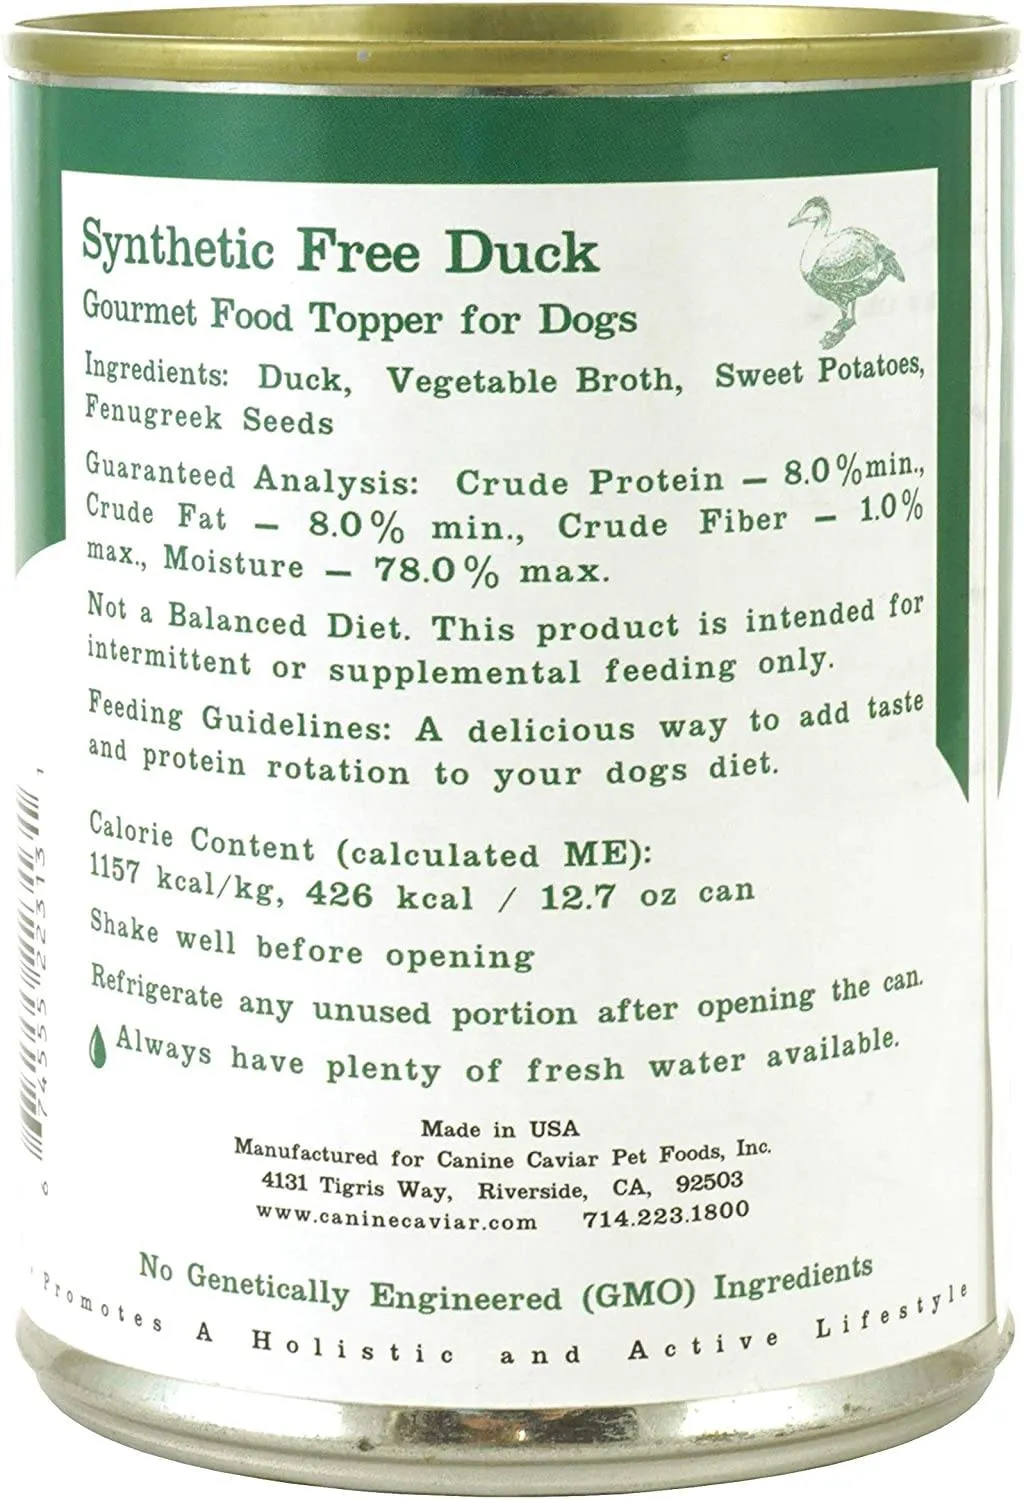 Synthetic Free Duck
Gourmet Food Topper for Dogs
Ingredients: Duck, Vegetable Broth, Sweet Potatoes,
Fenugreek Seeds
Guaranteed Analysis: Crude Protein – 8.0%min.,
Crude Fat – 8.0% min., Crude Fiber – 1.0%
max., Moisture – 78.0% max.
Not a Balanced Diet. This product is intended for
intermittent or supplemental feeding only.
Feeding Guidelines: A delicious way to add taste
and protein rotation to your dogs diet.
Calorie Content (calculated ME):
1157 kcal/kg, 426 kcal / 12.7 oz can
Shake well before opening
Refrigerate any unused portion after opening the can.
Always have plenty of fresh water available.
Made in USA
Manufactured for Canine Caviar Pet Foods, Inc.
4131 Tigris Way, Riverside, CA, 92503
www.caninecaviar.com 714.223.1800
No Genetically Engineered (GMO) Ingredients
Promotes A Holistic and Active Lifestyle
6 74555 22313 1